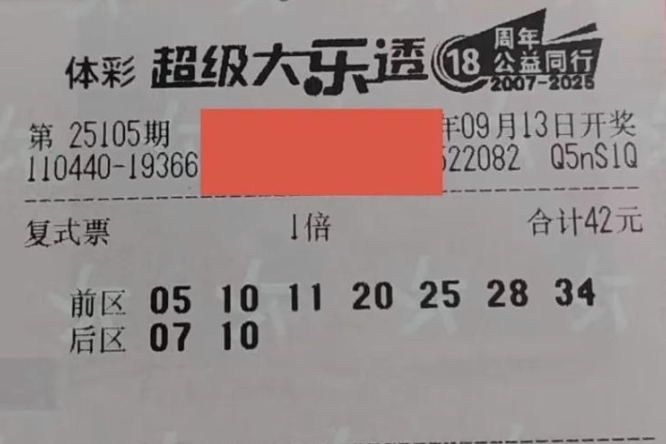 体彩 超级大乐透 18 周年
公益同行
2007-2025
第 25105期 年09月13日开奖
110440-19366 522082 Q5nS1Q
复式票 1倍 合计42元
前区 05 10 11 20 25 28 34
后区 07 10